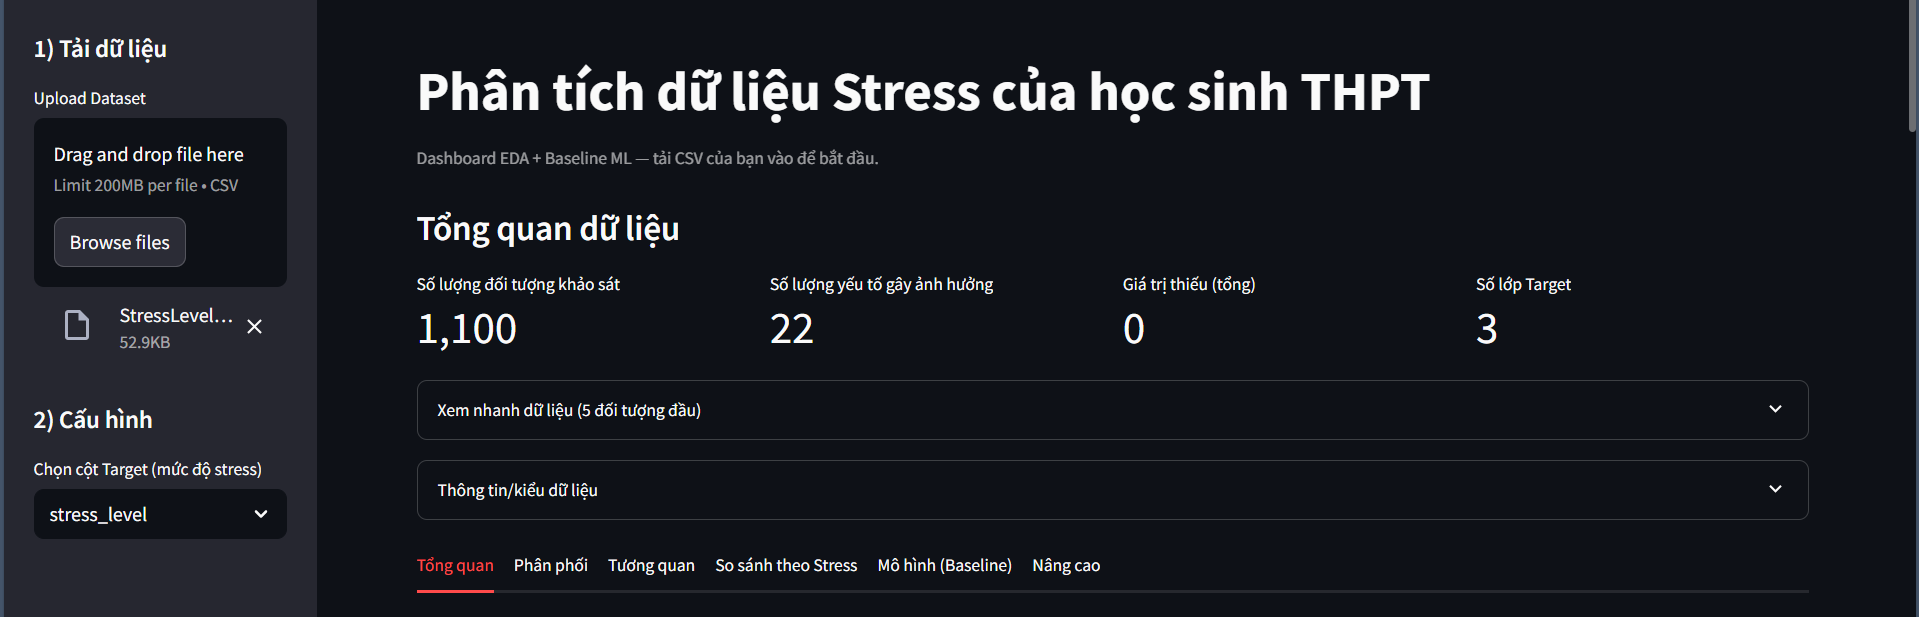 1) Tải dữ liệu
Upload Dataset
Drag and drop file here
Limit 200MB per file • CSV
Browse files
StressLevel...
52.9KB
2) Cấu hình
Chọn cột Target (mức độ stress)
stress_level
Phân tích dữ liệu Stress của học sinh THPT
Dashboard EDA + Baseline ML — tải CSV của bạn vào để bắt đầu.
Tổng quan dữ liệu
Số lượng đối tượng khảo sát
1,100
Số lượng yếu tố gây ảnh hưởng
22
Giá trị thiếu (tổng)
0
Số lớp Target
3
Xem nhanh dữ liệu (5 đối tượng đầu)
Thông tin/kiểu dữ liệu
Tổng quan Phân phối Tương quan So sánh theo Stress Mô hình (Baseline) Nâng cao